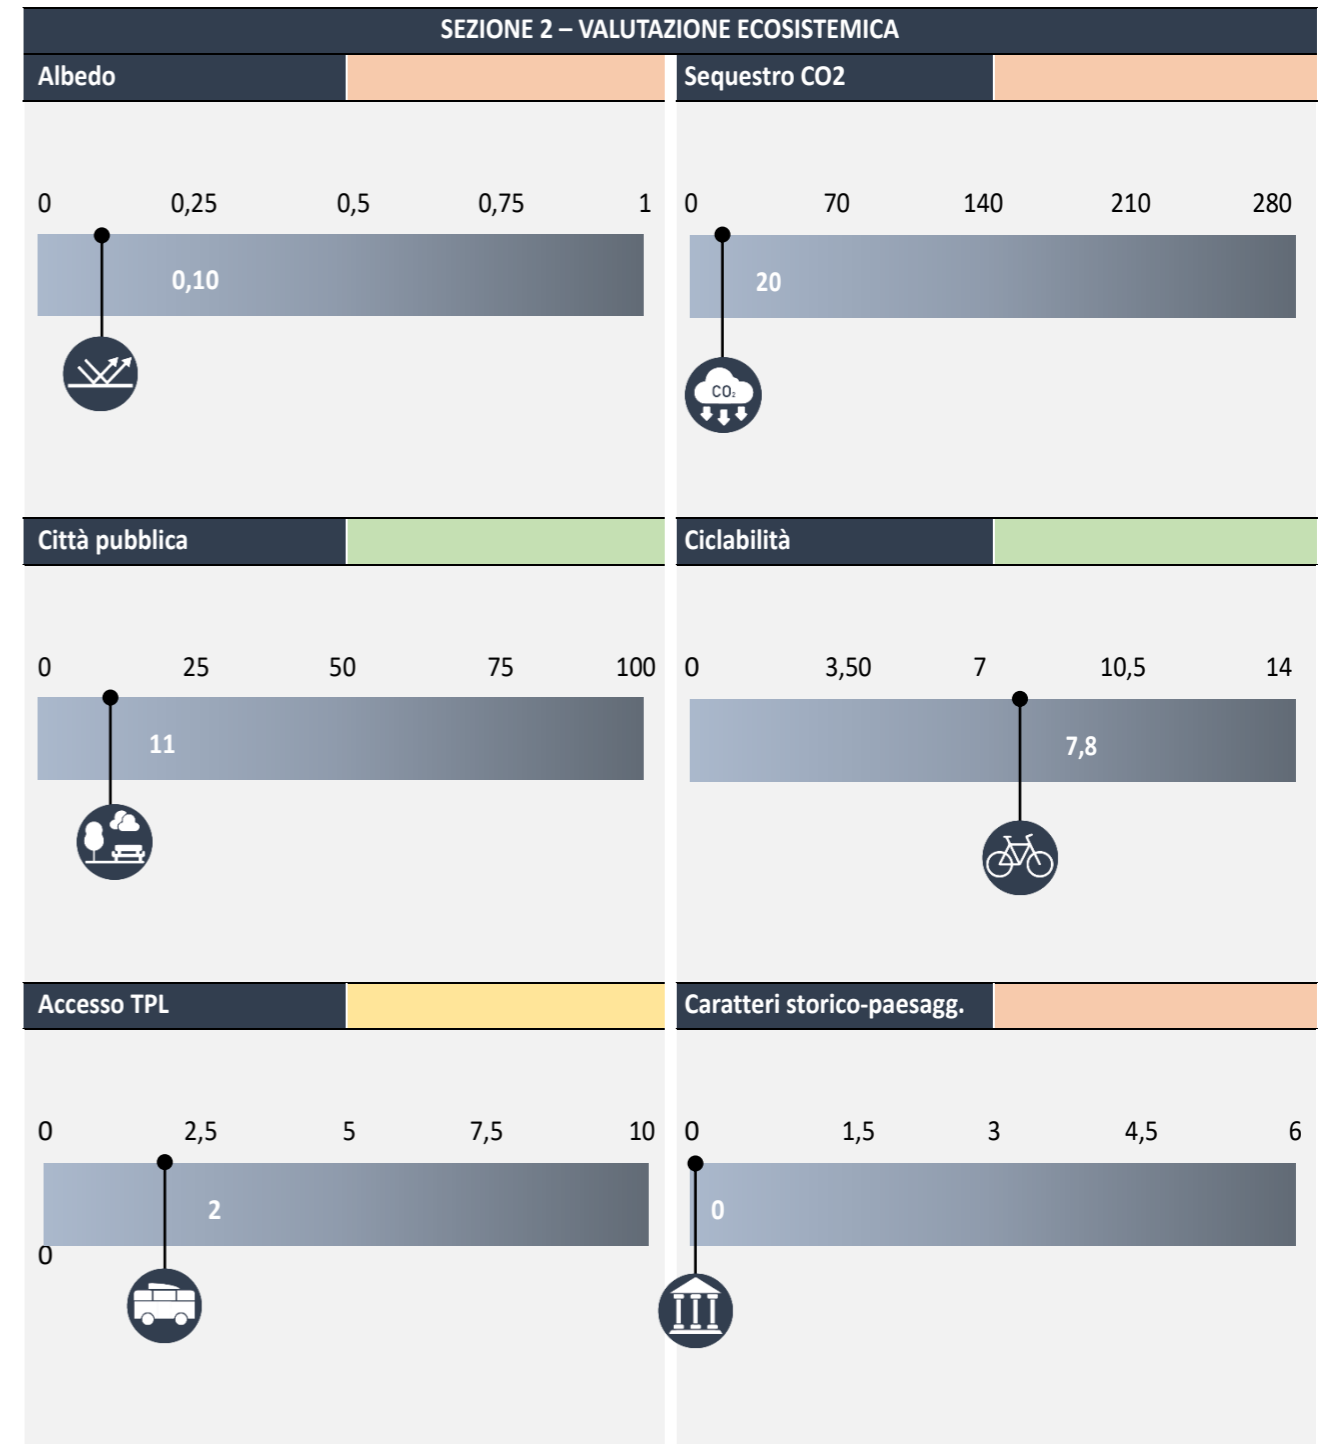 SEZIONE 2 – VALUTAZIONE ECOSISTEMICA
Albedo
0 0,25 0,5 0,75 1
0,10
Sequestro CO2
0 70 140 210 280
20
CO₂
Città pubblica
0 25 50 75 100
11
Ciclabilità
0 3,50 7 10,5 14
7,8
Accesso TPL
0 2,5 5 7,5 10
2
0
Caratteri storico-paesagg.
0 1,5 3 4,5 6
0